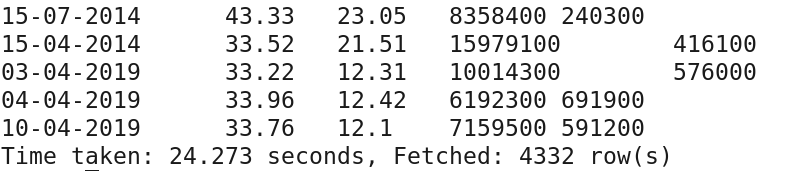 15-07-2014 43.33 23.05 8358400 240300
15-04-2014 33.52 21.51 15979100 416100
03-04-2019 33.22 12.31 10014300 576000
04-04-2019 33.96 12.42 6192300 691900
10-04-2019 33.76 12.1 7159500 591200
Time taken: 24.273 seconds, Fetched: 4332 row(s)